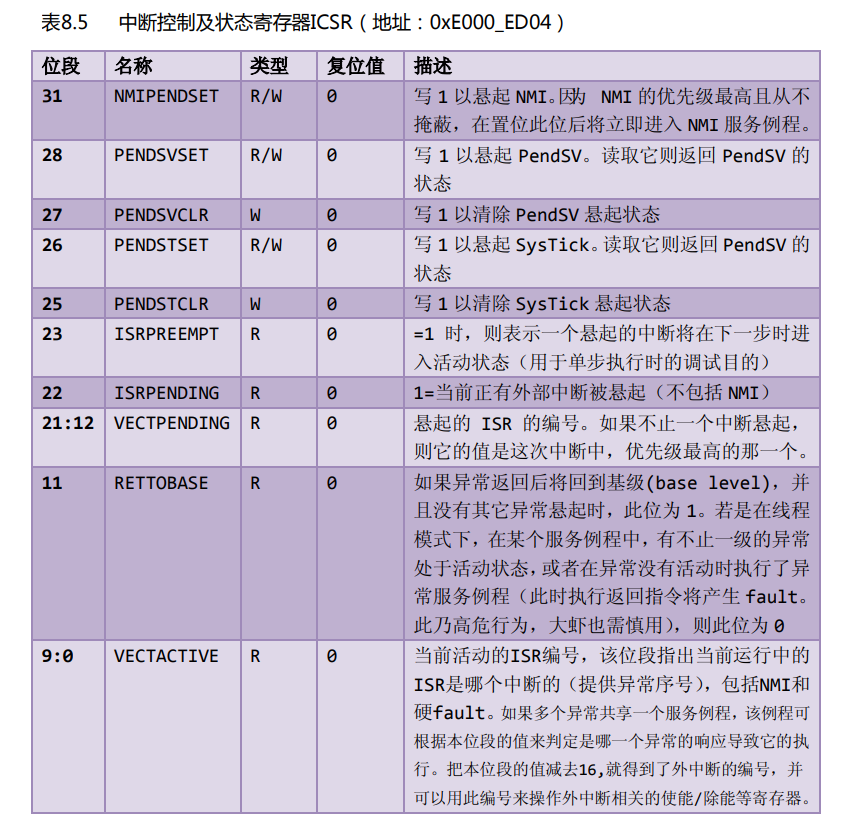 表8.5 中断控制及状态寄存器ICSR（地址：0xE000_ED04）
位段 名称 类型 复位值 描述
31 NMIPENDSET R/W 0 写 1 以悬起 NMI。因为 NMI 的优先级最高且从不
掩蔽，在置位此位后将立即进入 NMI 服务例程。
28 PENDSVSET R/W 0 写 1 以悬起 PendSV。读取它则返回 PendSV 的
状态
27 PENDSVCLR W 0 写 1 以清除 PendSV 悬起状态
26 PENDSTSET R/W 0 写 1 以悬起 SysTick。读取它则返回 PendSV 的
状态
25 PENDSTCLR W 0 写 1 以清除 SysTick 悬起状态
23 ISRPREEMPT R 0 =1 时，则表示一个悬起的中断将在下一步时进
入活动状态（用于单步执行时的调试目的）
22 ISRPENDING R 0 1=当前正有外部中断被悬起（不包括 NMI）
21:12 VECTPENDING R 0 悬起的 ISR 的编号。如果不止一个中断悬起，
则它的值是这次中断中，优先级最高的那一个。
11 RETTOBASE R 0 如果异常返回后将回到基级(base level)，并
且没有其它异常悬起时，此位为 1。若是在线程
模式下，在某个服务例程中，有不止一级的异常
处于活动状态，或者在异常没有活动时执行了异
常服务例程（此时执行返回指令将产生 fault。
此乃高危行为，大虾也需慎用），则此位为 0
9:0 VECTACTIVE R 0 当前活动的ISR编号，该位段指出当前运行中的
ISR是哪个中断的（提供异常序号），包括NMI和
硬fault。如果多个异常共享一个服务例程，该例程可
根据本位段的值来判定是哪一个异常的响应导致它的执
行。把本位段的值减去16,就得到了外中断的编号，并
可以用此编号来操作外中断相关的使能/除能等寄存器。